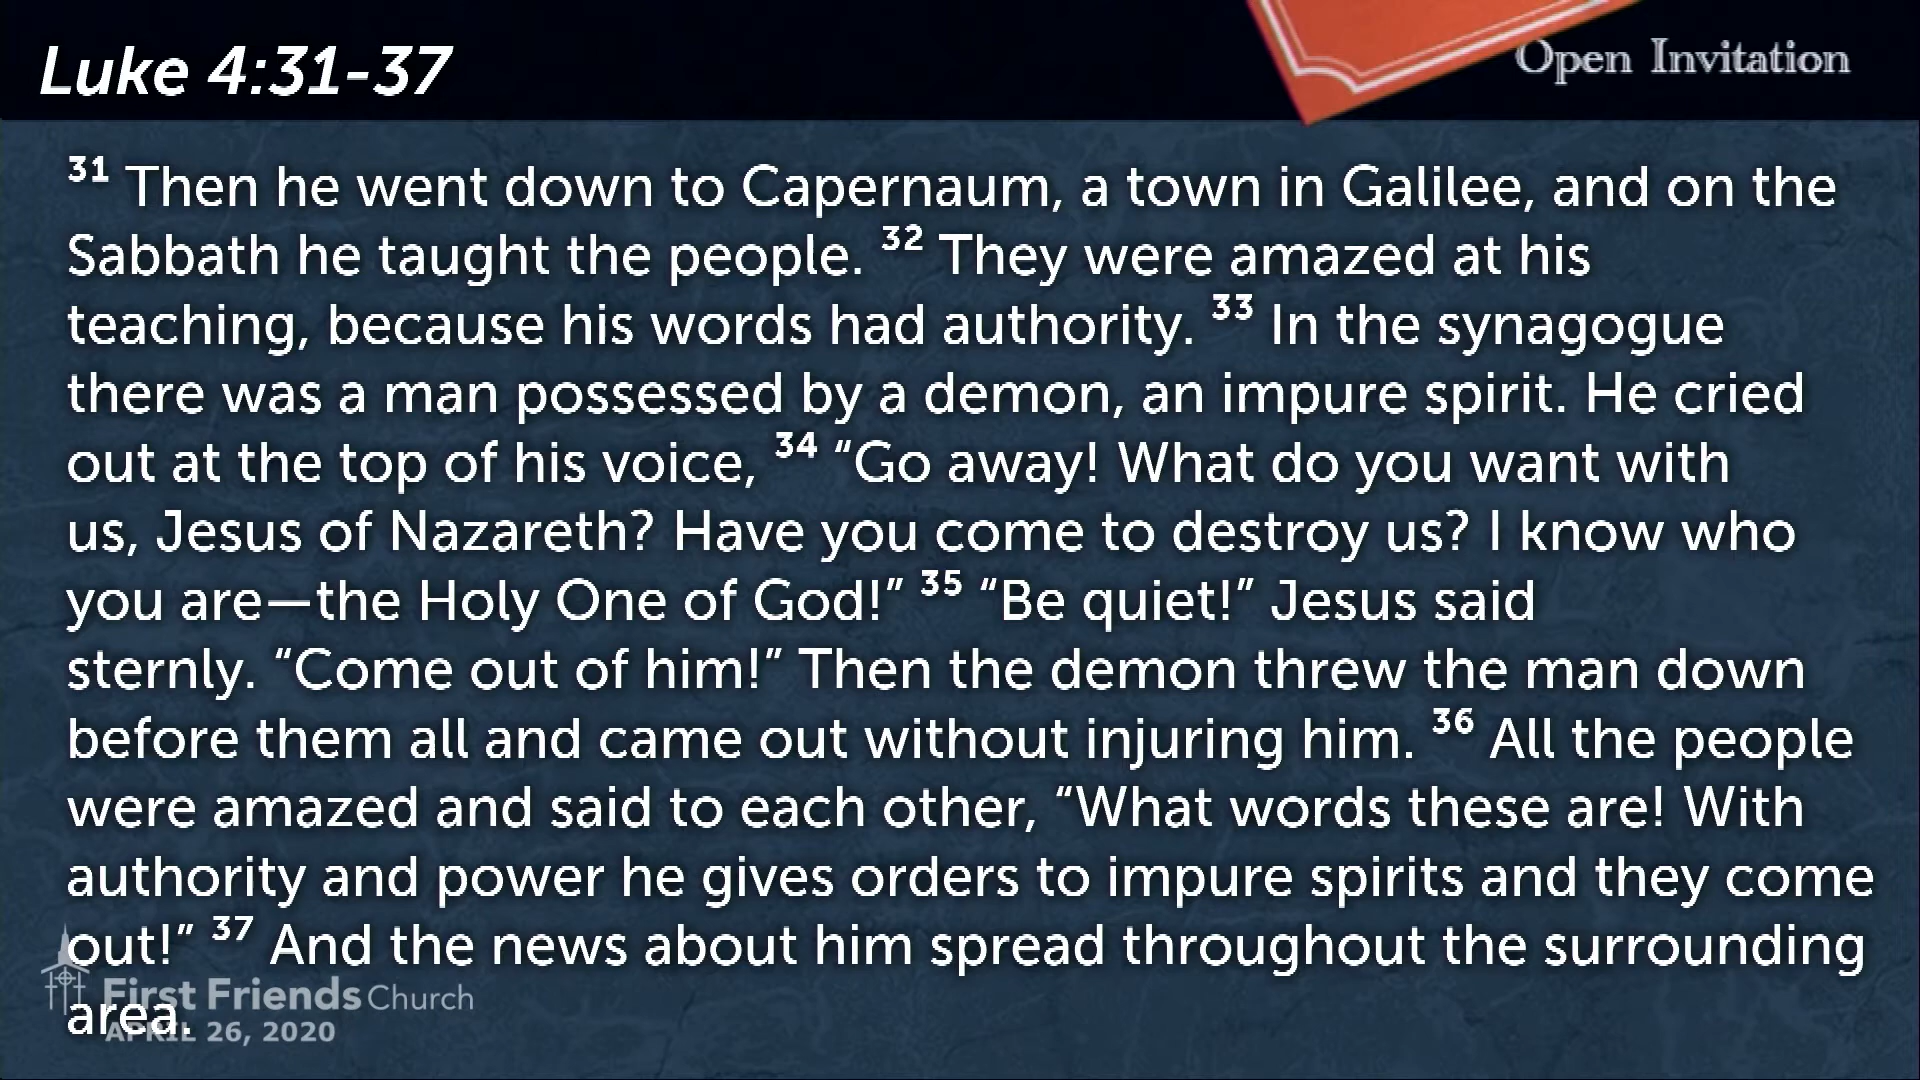 Luke 4:31-37
Open Invitation
31 Then he went down to Capernaum, a town in Galilee, and on the
Sabbath he taught the people. 32 They were amazed at his
teaching, because his words had authority. 33 In the synagogue
there was a man possessed by a demon, an impure spirit. He cried
out at the top of his voice, 34 “Go away! What do you want with
us, Jesus of Nazareth? Have you come to destroy us? I know who
you are—the Holy One of God!” 35 “Be quiet!” Jesus said
sternly. “Come out of him!” Then the demon threw the man down
before them all and came out without injuring him. 36 All the people
were amazed and said to each other, “What words these are! With
authority and power he gives orders to impure spirits and they come
out!” 37 And the news about him spread throughout the surrounding
area.
First Friends Church
APRIL 26, 2020